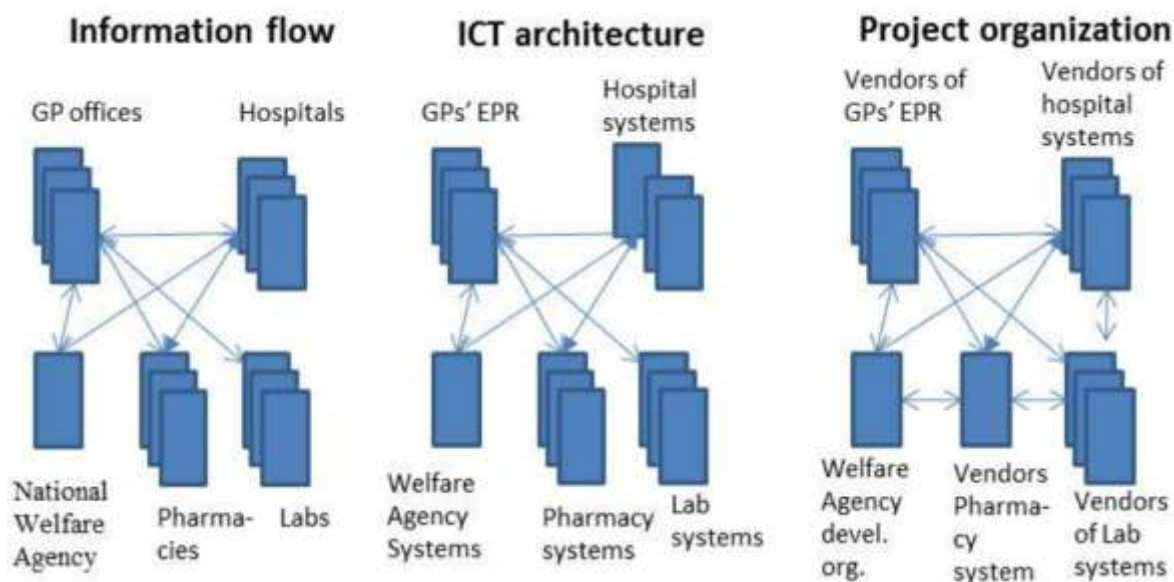 Information flow
GP offices
Hospitals
National
Welfare
Agency
Pharma-
cies
Labs
ICT architecture
GPs' EPR
Hospital
systems
Welfare
Agency
Systems
Pharmacy
systems
Lab
systems
Project organization
Vendors of
GPs' EPR
Vendors of
hospital
systems
Welfare
Agency
devel.
org.
Vendors
Pharma-
cy
system
Vendors
of Lab
systems